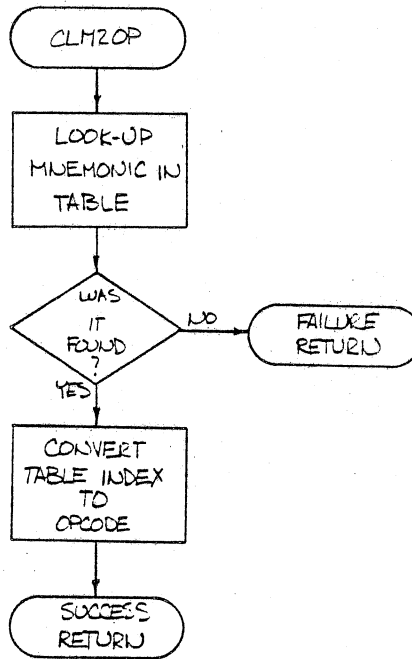 CLM2OP
LOOK-UP
MNEMONIC IN
TABLE
WAS
IT
FOUND
?
NO
FAILURE
RETURN
YES
CONVERT
TABLE INDEX
TO
OPCODE
SUCCESS
RETURN